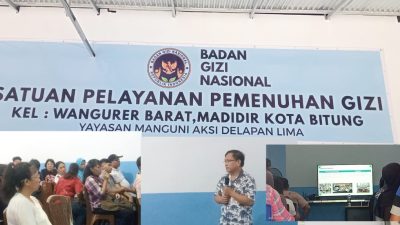 BADAN
GIZI
NASIONAL
SATUAN PELAYANAN PEMENUHAN GIZI
KEL : WANGURER BARAT,MADIDIR KOTA BITUNG
YAYASAN MANGUNI AKSI DELAPAN LIMA